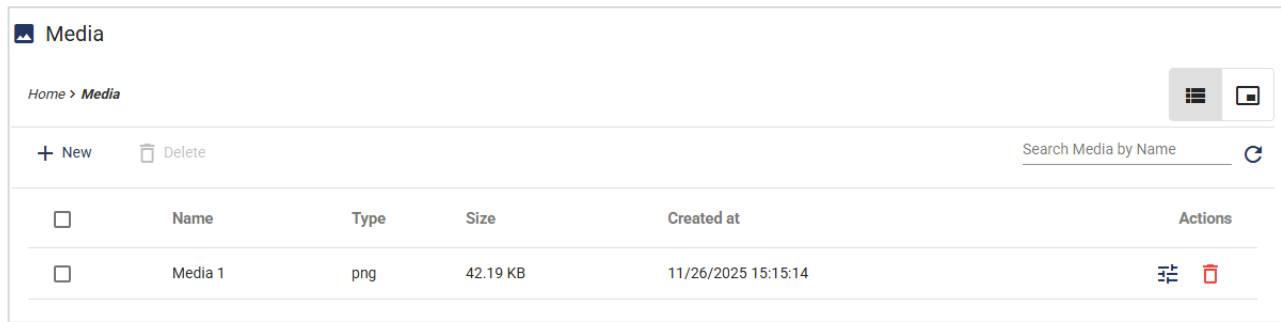 Media
Home > Media
New Delete Search Media by Name
Name Type Size Created at Actions
Media 1 png 42.19 KB 11/26/2025 15:15:14